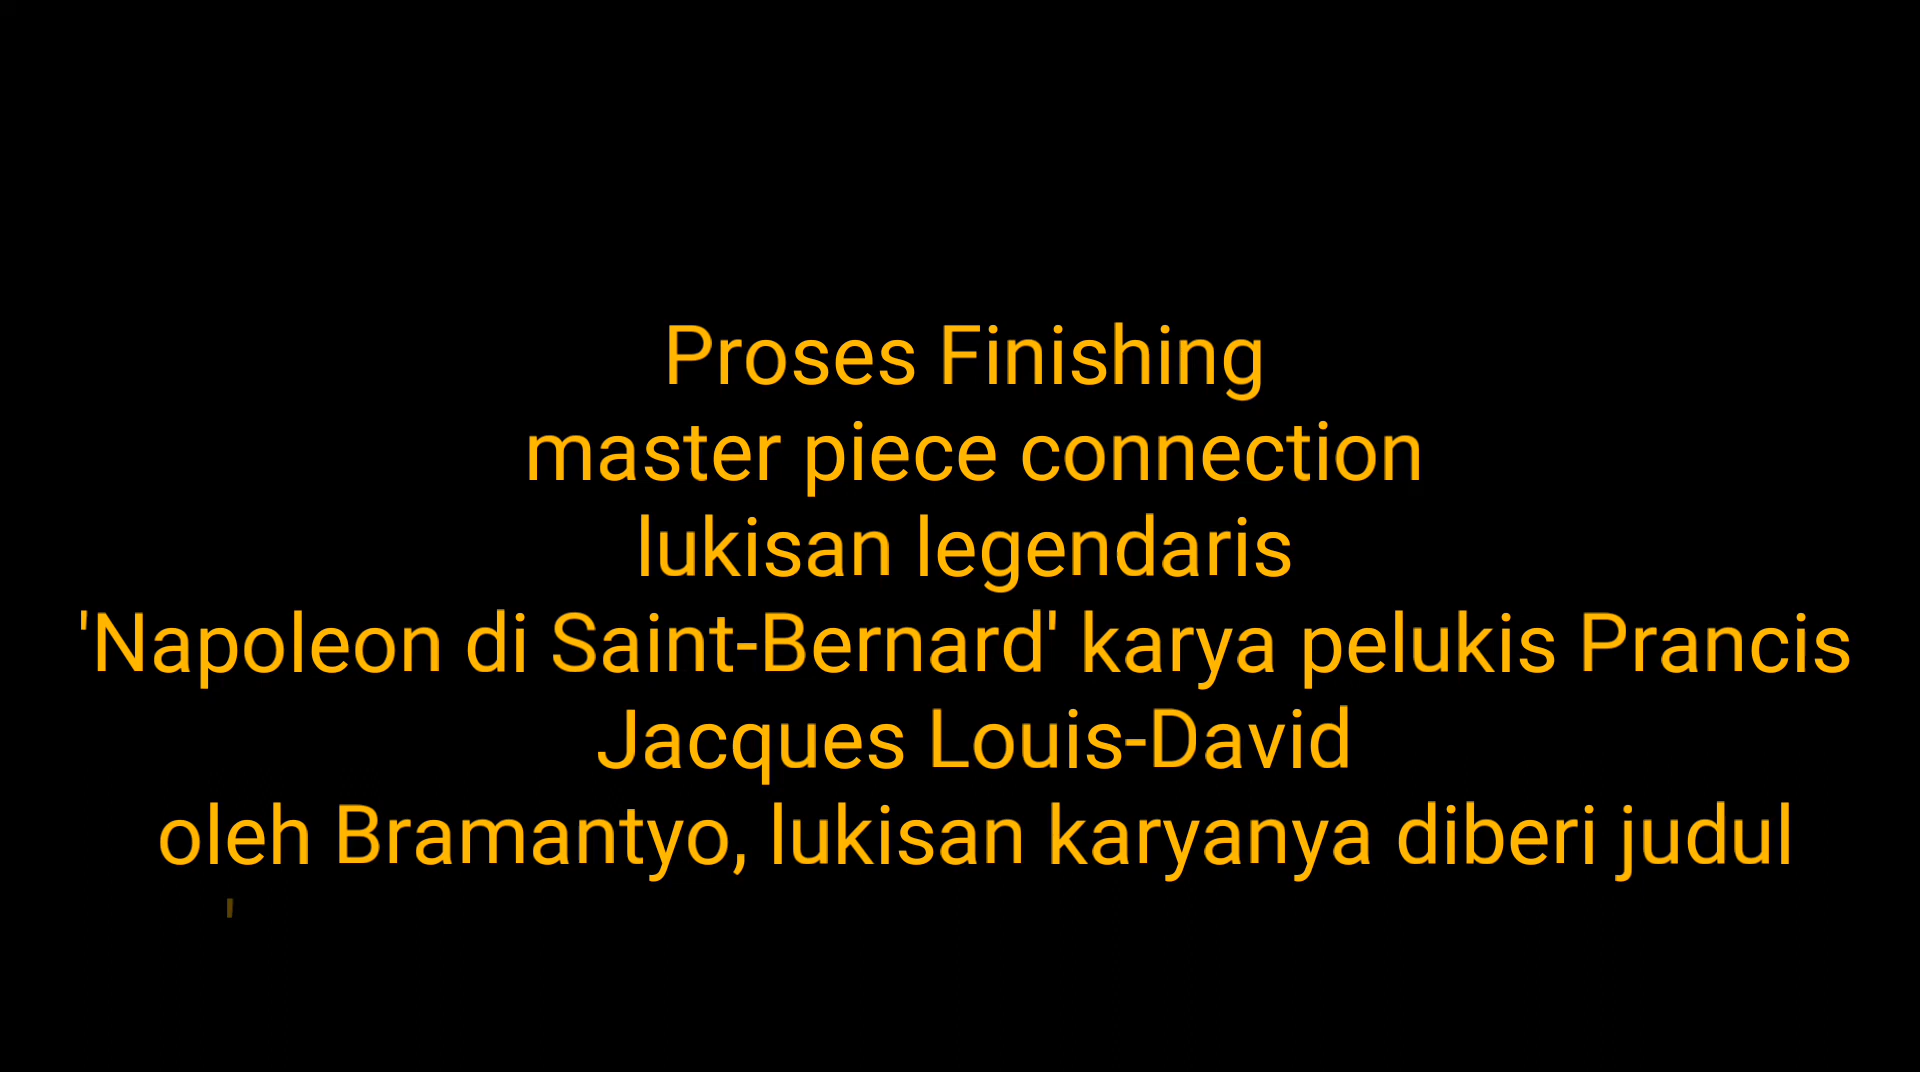 Proses Finishing
master piece connection
lukisan legendaris
'Napoleon di Saint-Bernard' karya pelukis Prancis
Jacques Louis-David
oleh Bramantyo, lukisan karyanya diberi judul
'